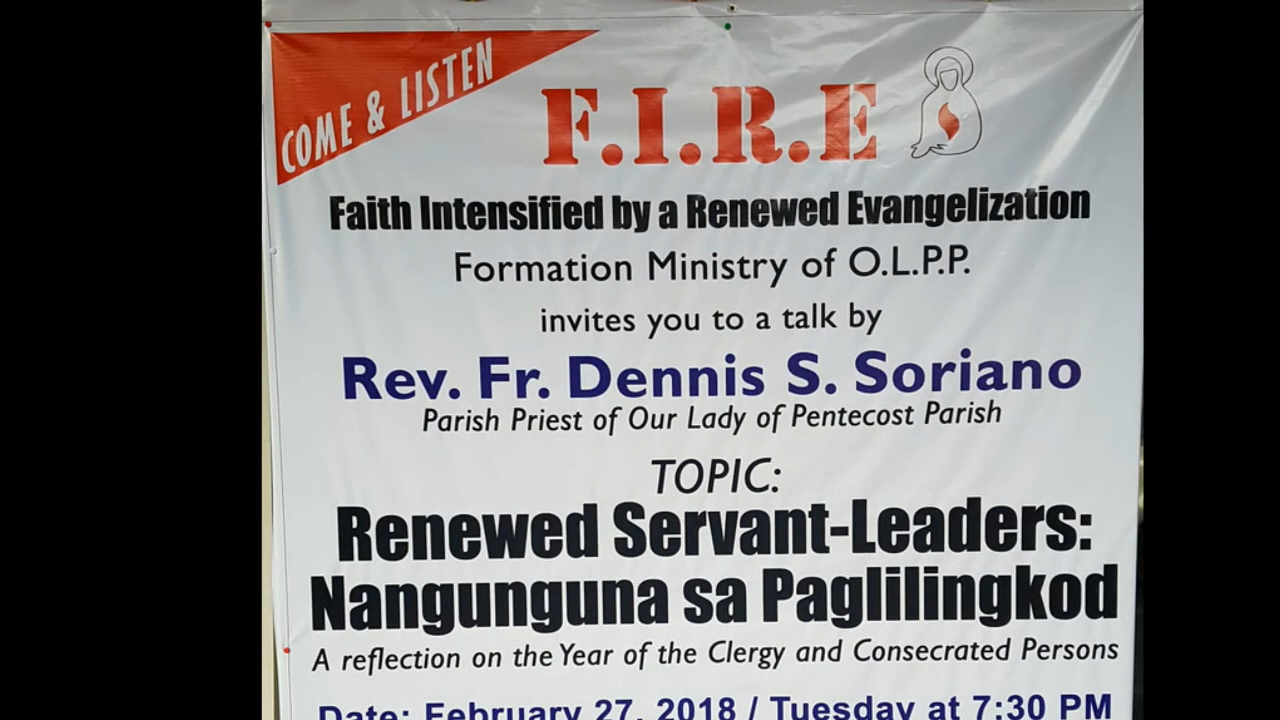 COME & LISTEN
F.I.R.E
Faith Intensified by a Renewed Evangelization
Formation Ministry of O.L.P.P.
invites you to a talk by
Rev. Fr. Dennis S. Soriano
Parish Priest of Our Lady of Pentecost Parish
TOPIC:
Renewed Servant-Leaders:
Nangunguna sa Paglilingkod
A reflection on the Year of the Clergy and Consecrated Persons
Date: February 27, 2018 / Tuesday at 7:30 PM